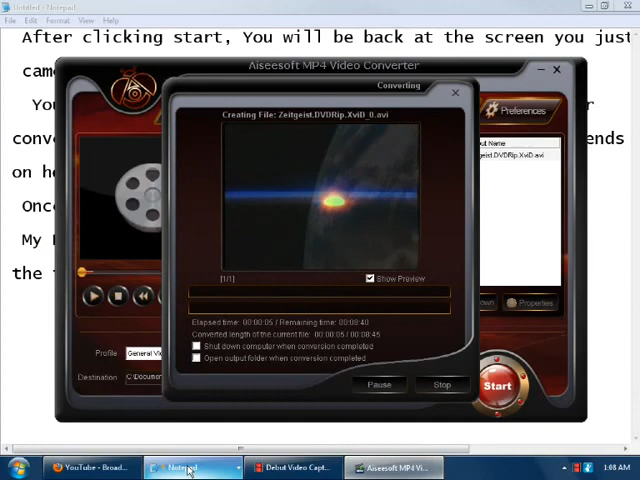 Untitled - Notepad
File Edit Format View Help
After clicking start, You will be back at the screen you just
came
Aiseesoft MP4 Video Converter
Converting
Preferences
Creating File: Zeitgeist.DVDRip.XviD_0.avi
You
conve
ends
Name
geist.DVDRip.XviD.avi
on he
Once
My
the
[1/1]
Show Preview
own
Properties
Elapsed time: 00:00:05 / Remaining time: 00:08:40
Converted length of the current file: 00:00:05 / 00:08:45
Shut down computer when conversion completed
Open output folder when conversion completed
Profile
General Vi
Destination
C:\Document
Pause
Stop
Start
YouTube - Broad...
Notepad
Debut Video Capt...
Aiseesoft MP4 Vi...
1:08 AM